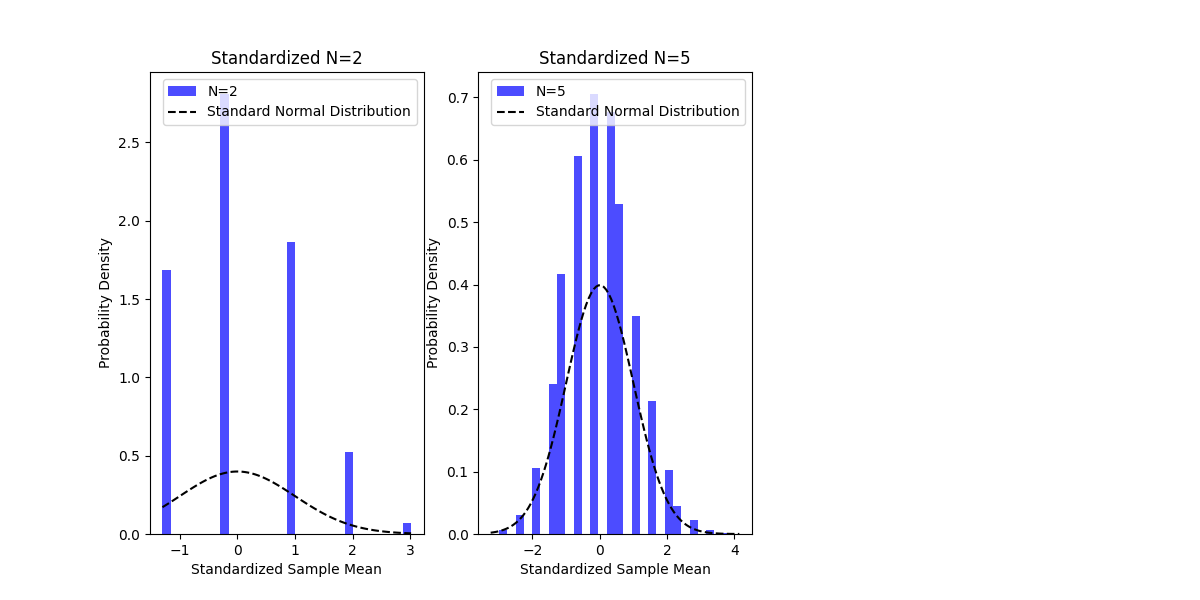 Standardized N=2
N=2
Standard Normal Distribution
2.5
2.0
1.5
1.0
0.5
0.0
Probability Density
−1 0 1 2 3
Standardized Sample Mean
Standardized N=5
N=5
Standard Normal Distribution
0.7
0.6
0.5
0.4
0.3
0.2
0.1
0.0
Probability Density
−2 0 2 4
Standardized Sample Mean